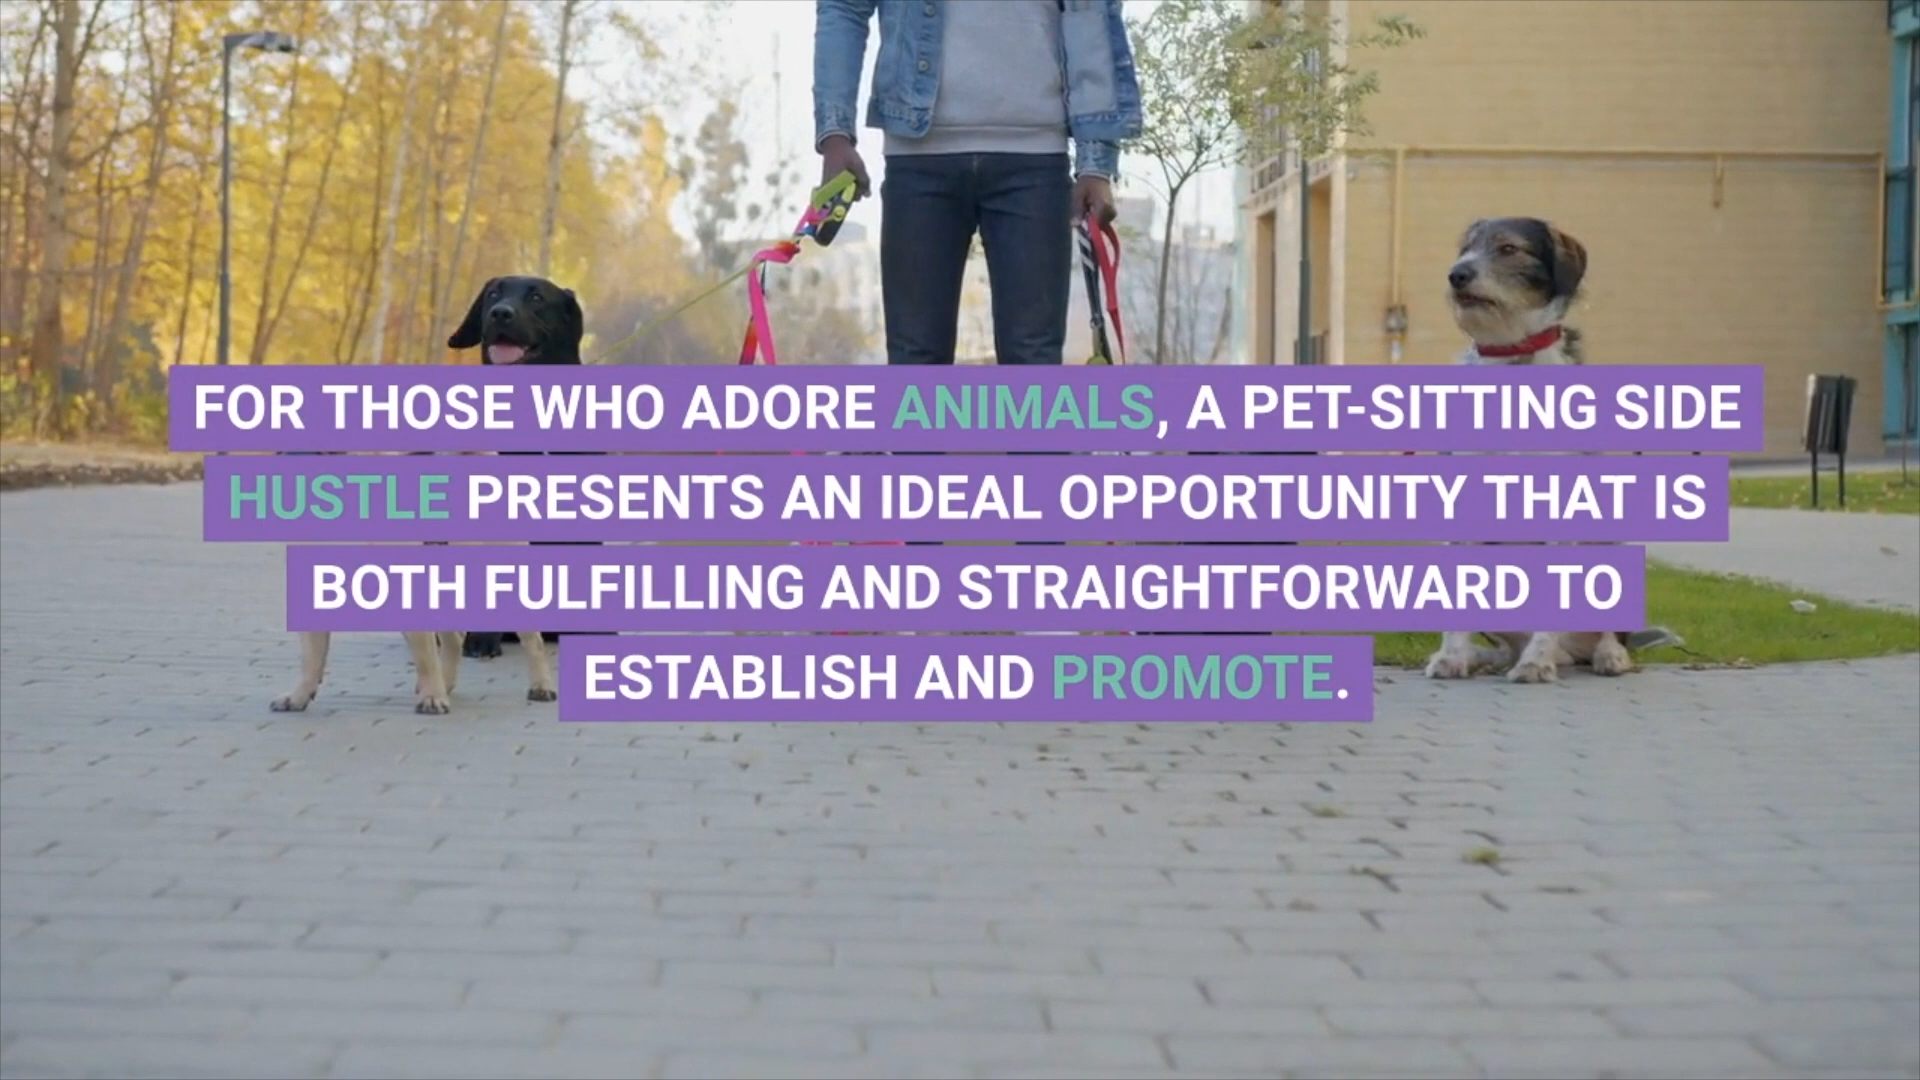 FOR THOSE WHO ADORE ANIMALS, A PET-SITTING SIDE
HUSTLE PRESENTS AN IDEAL OPPORTUNITY THAT IS
BOTH FULFILLING AND STRAIGHTFORWARD TO
ESTABLISH AND PROMOTE.